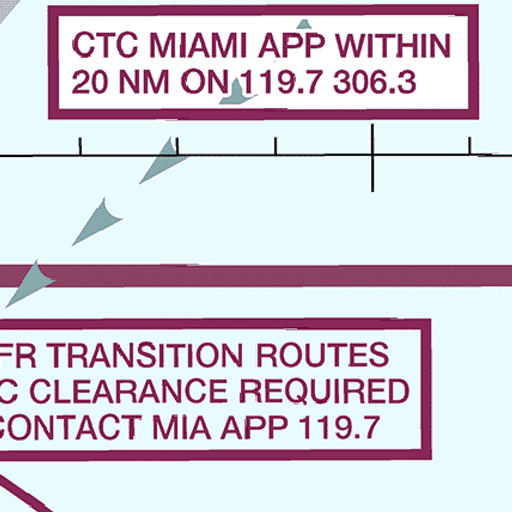 CTC MIAMI APP WITHIN
20 NM ON 119.7 306.3
FR TRANSITION ROUTES
C CLEARANCE REQUIRED
CONTACT MIA APP 119.7